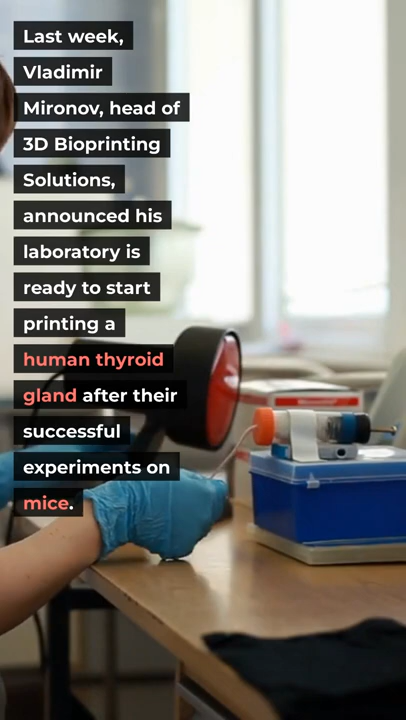 Last week,
Vladimir
Mironov, head of
3D Bioprinting
Solutions,
announced his
laboratory is
ready to start
printing a
human thyroid
gland after their
successful
experiments on
mice.